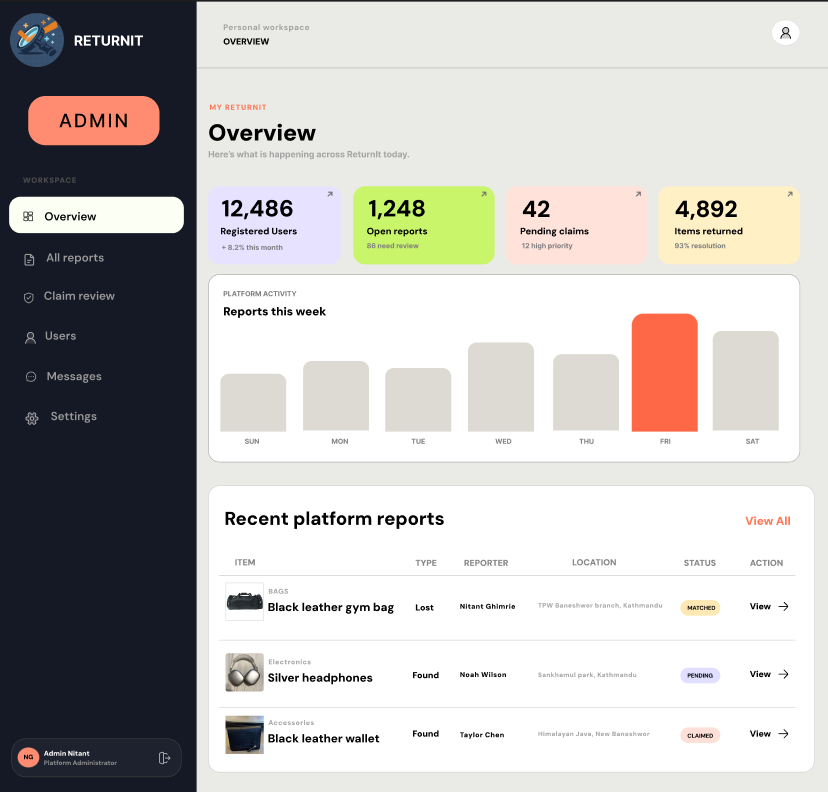 RETURNIT
ADMIN
WORKSPACE
Overview
All reports
Claim review
Users
Messages
Settings
NG
Admin Nitant
Platform Administrator
Personal workspace
OVERVIEW
MY RETURNIT
Overview
Here's what is happening across ReturnIt today.
12,486
Registered Users
+ 8.2% this month
1,248
Open reports
86 need review
42
Pending claims
12 high priority
4,892
Items returned
93% resolution
PLATFORM ACTIVITY
Reports this week
SUN MON TUE WED THU FRI SAT
Recent platform reports
View All
ITEM TYPE REPORTER LOCATION STATUS ACTION
BAGS
Black leather gym bag Lost Nitant Ghimrie TPW Baneshwor branch, Kathmandu MATCHED View →
Electronics
Silver headphones Found Noah Wilson Sankhamul park, Kathmandu PENDING View →
Accessories
Black leather wallet Found Taylor Chen Himalayan Java, New Baneshwor CLAIMED View →